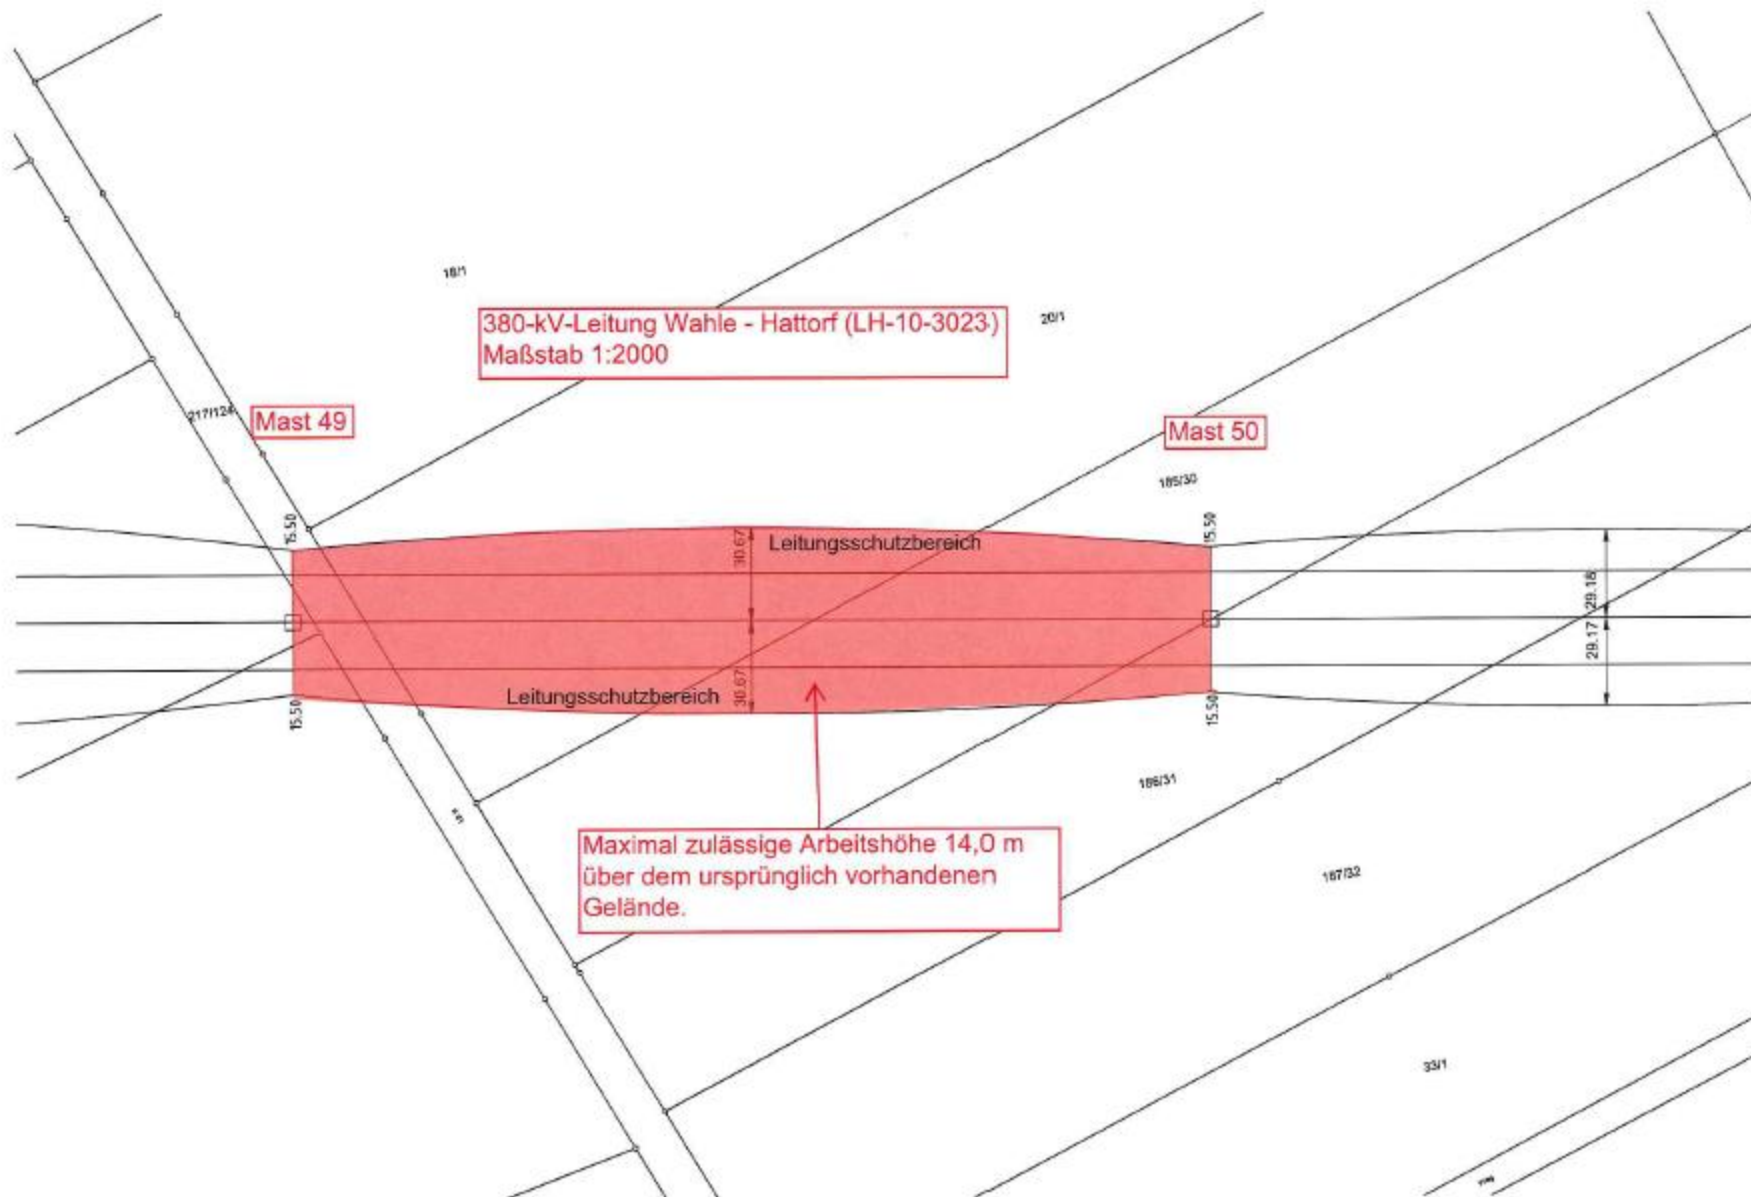 18/1
380-kV-Leitung Wahle - Hattorf (LH-10-3023)
Maßstab 1:2000
20/1
217/124
Mast 49
Mast 50
185/30
15.50
15.50
30.67
Leitungsschutzbereich
29.18
29.17
30.67
Leitungsschutzbereich
15.50
15.50
186/31
Maximal zulässige Arbeitshöhe 14,0 m
über dem ursprünglich vorhandenen
Gelände.
187/32
33/1